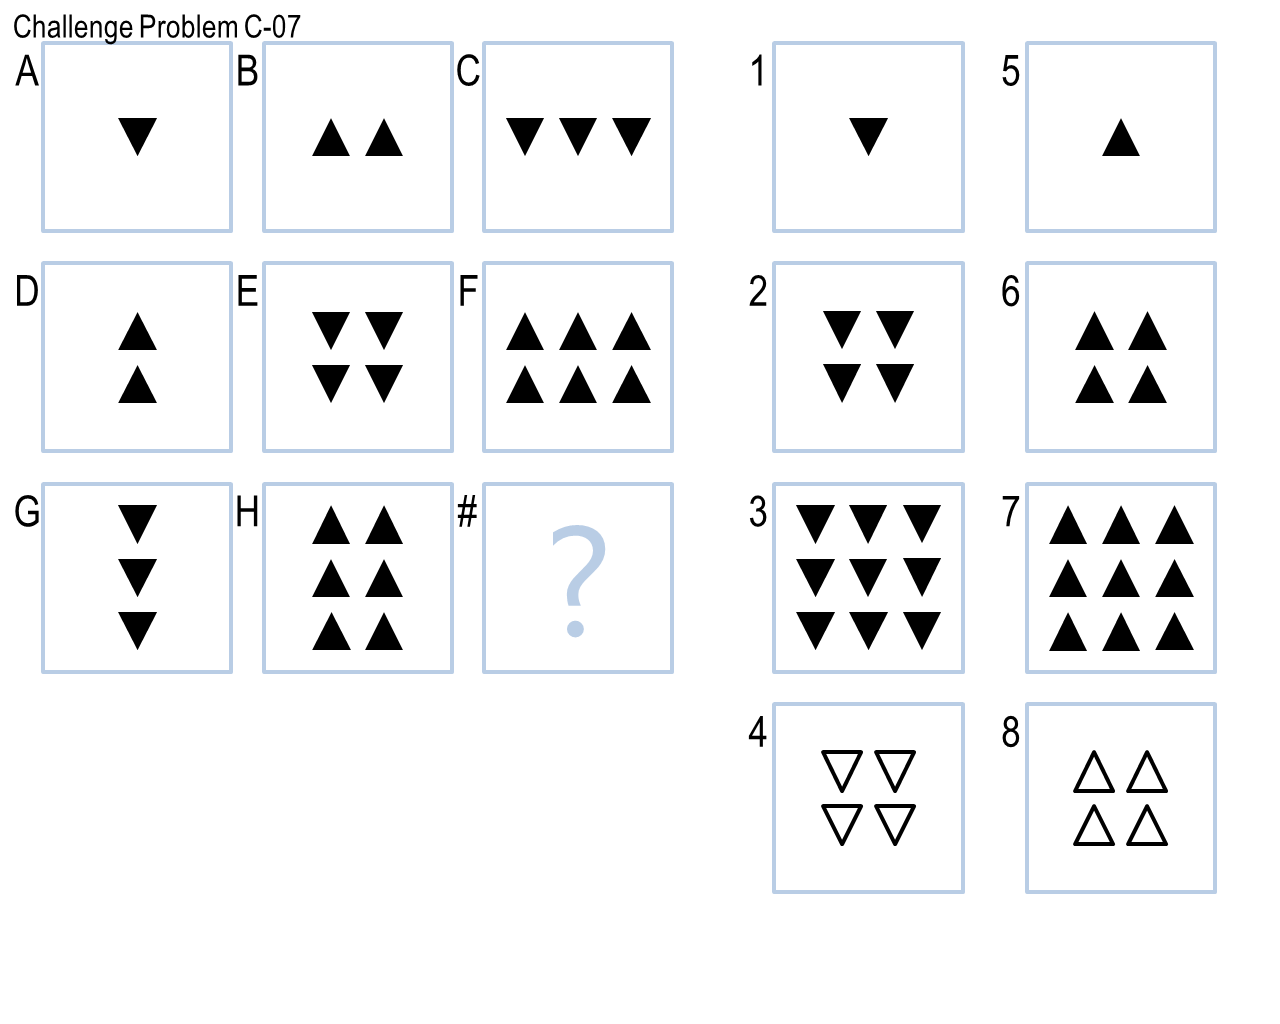 Challenge Problem C-07
A B C 1 5
D E F 2 6
G H # ? 3 7
4 8